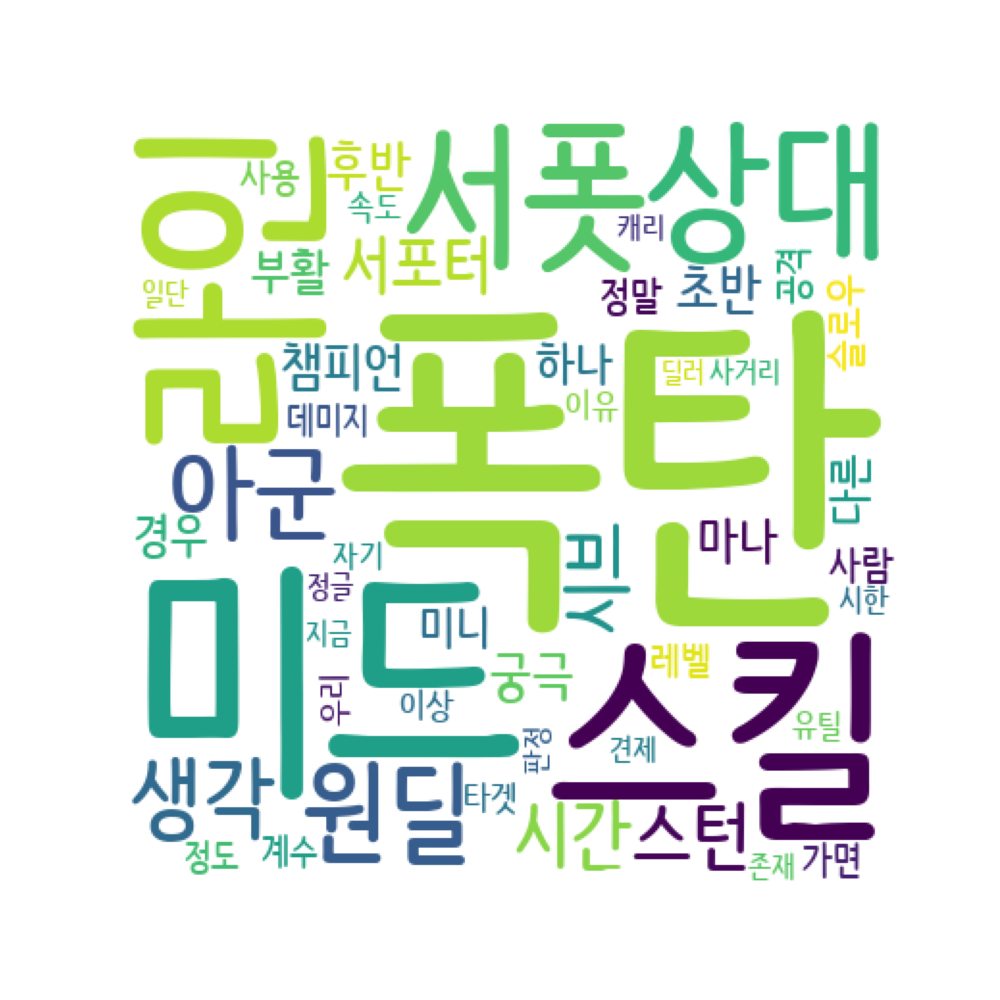 질리언
사용
후반
속도
서폿
상대
캐리
부활
서포터
일단
정말
초반
공격
슬로우
챔피언
하나
딜러
사거리
데미지
이유
폭탄
아군
다른
경우
시브
마나
사람
자기
정글
시한
미드
지금
미니
우리
궁극
레벨
스킬
이상
유틸
판정
견제
생각
원딜
타겟
시간
스턴
정도
계수
존재
가면